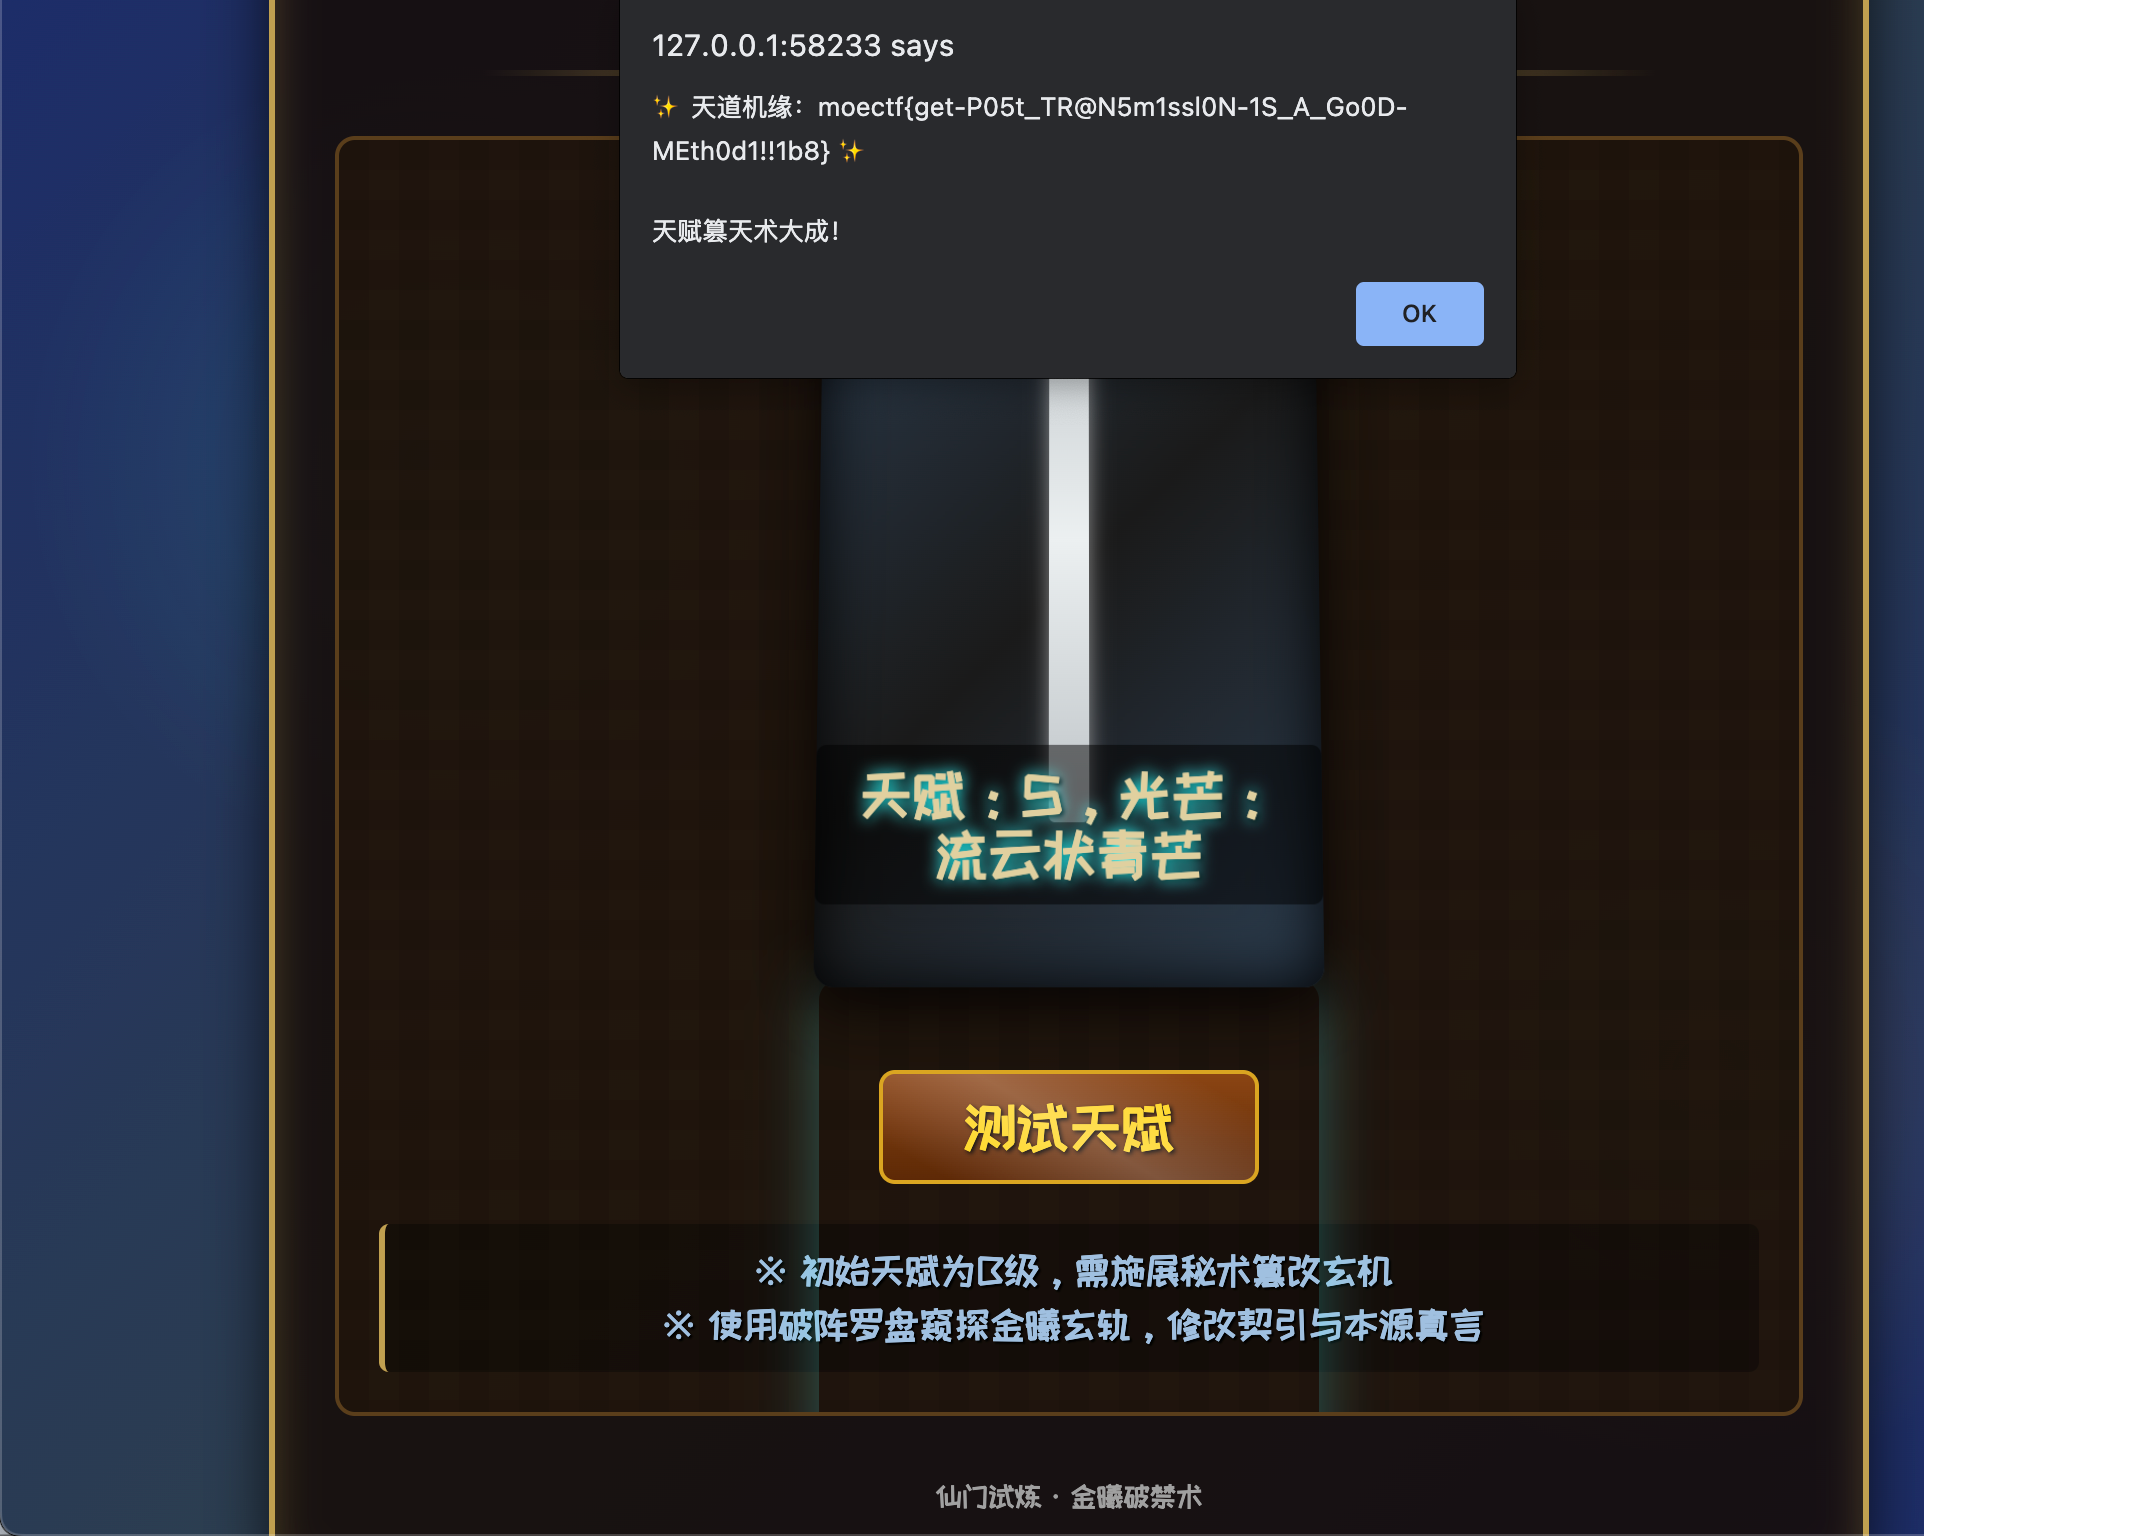 127.0.0.1:58233 says
✨ 天道机缘：moectf{get-P05t_TR@N5m1ssl0N-1S_A_Go0D-
MEth0d1!!1b8} ✨
天赋篡天术大成！
OK
天赋：S，光芒：
流云状青芒
测试天赋
※ 初始天赋为B级，需施展秘术篡改玄机
※ 使用破阵罗盘窥探金曦玄轨，修改契引与本源真言
仙门试炼 · 金曦破禁术